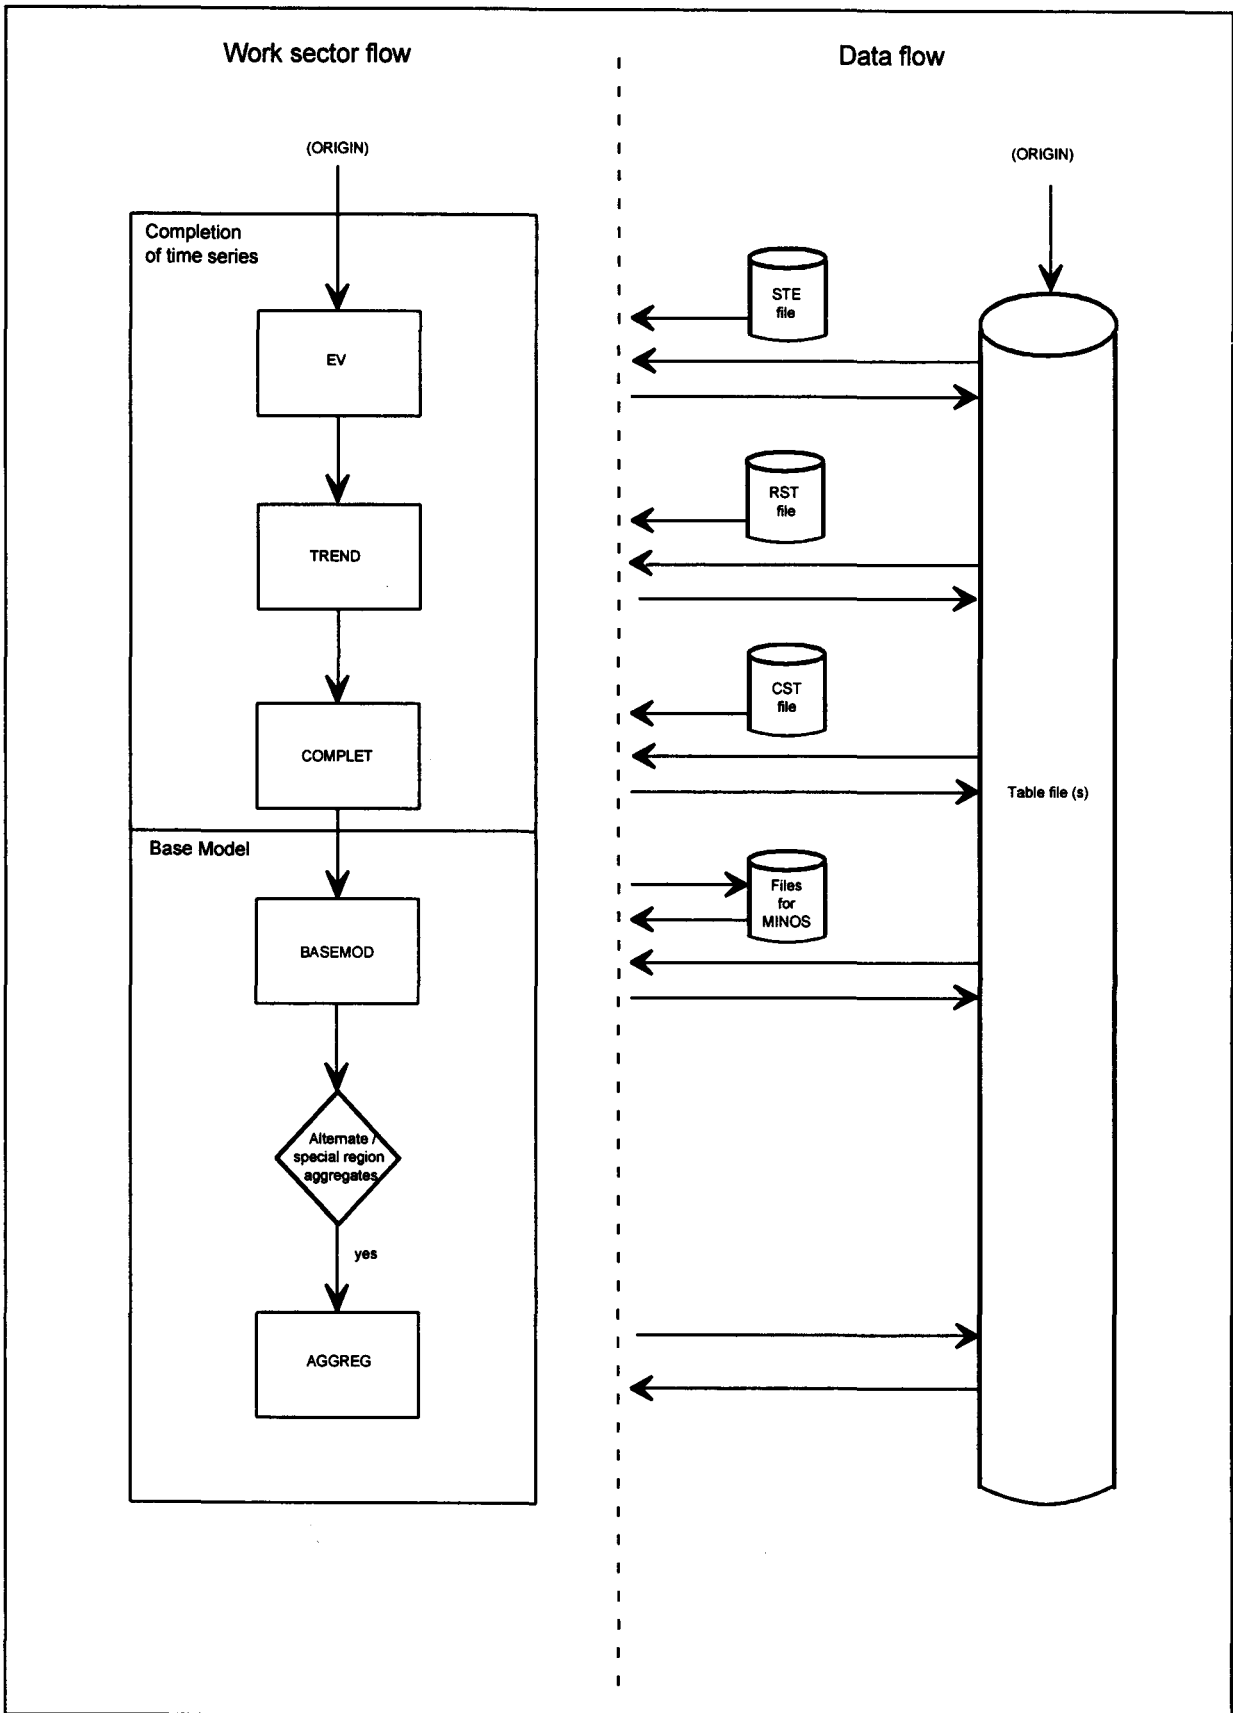 Work sector flow
Data flow
(ORIGIN)
(ORIGIN)
Completion
of time series
EV
TREND
COMPLET
Base Model
BASEMOD
Alternate /
special region
aggregates
yes
AGGREG
STE
file
RST
file
CST
file
Files
for
MINOS
Table file (s)